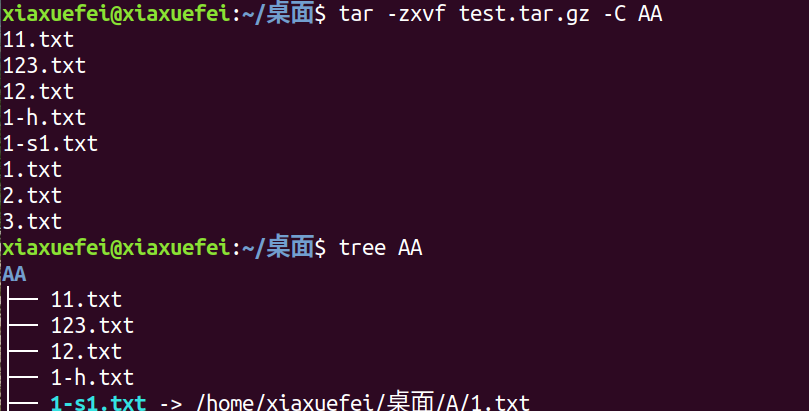 xiaxuefei@xiaxuefei:~/桌面$ tar -zxvf test.tar.gz -C AA
11.txt
123.txt
12.txt
1-h.txt
1-s1.txt
1.txt
2.txt
3.txt
xiaxuefei@xiaxuefei:~/桌面$ tree AA
AA
├── 11.txt
├── 123.txt
├── 12.txt
├── 1-h.txt
├── 1-s1.txt -> /home/xiaxuefei/桌面/A/1.txt